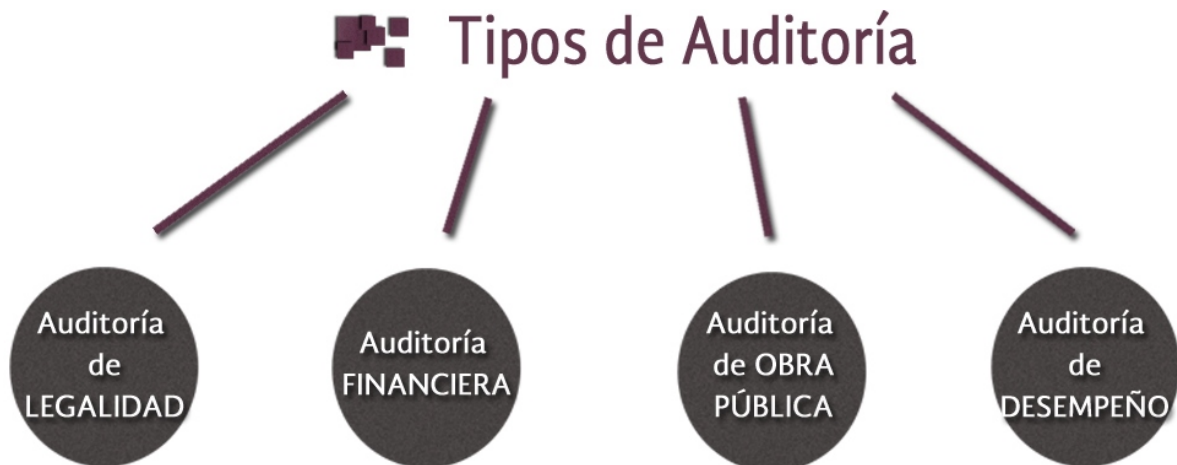 Tipos de Auditoría
Auditoría
de
LEGALIDAD
Auditoría
FINANCIERA
Auditoría
de OBRA
PÚBLICA
Auditoría
de
DESEMPEÑO